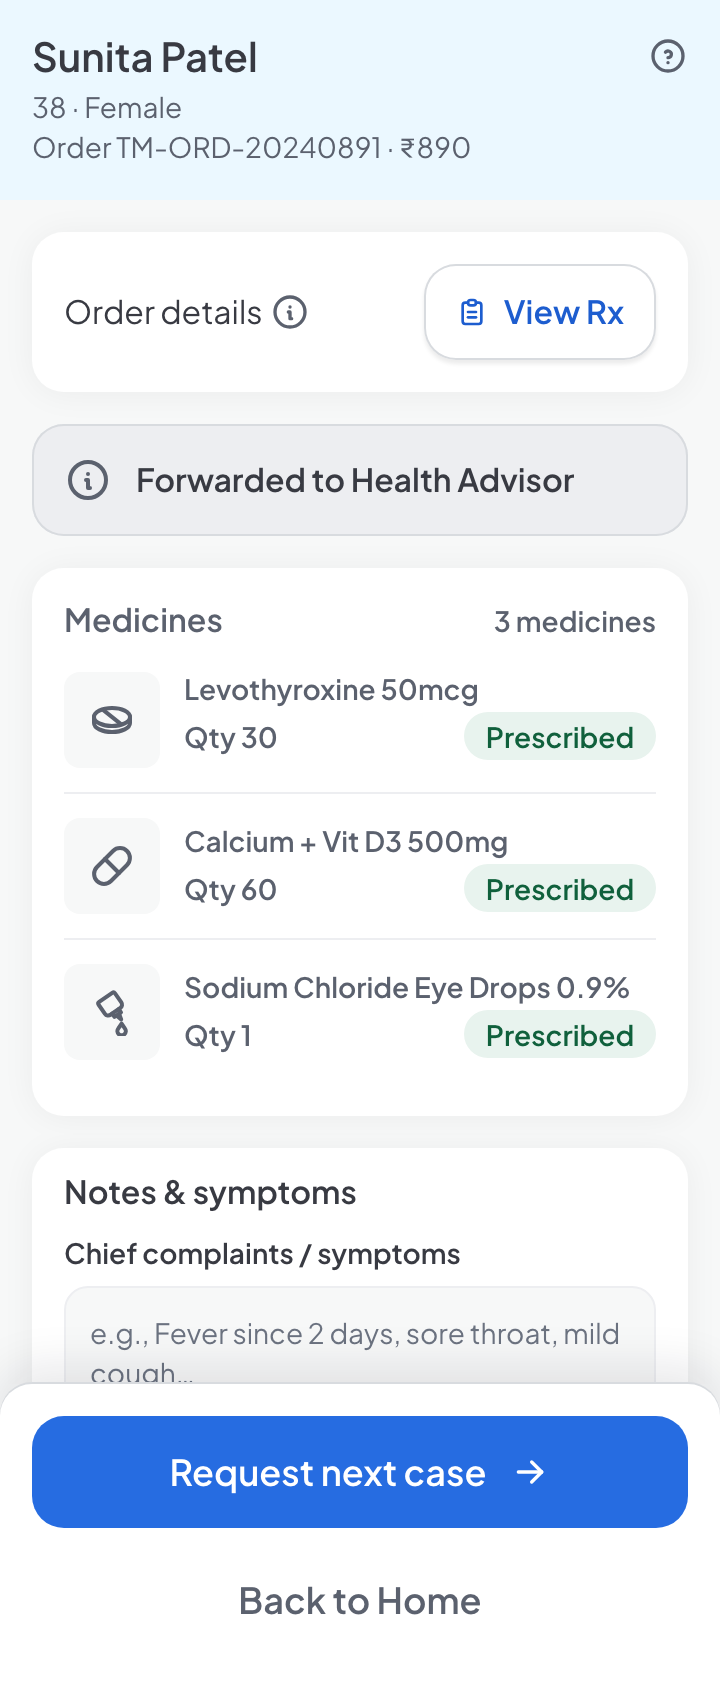 Sunita Patel
38 · Female
Order TM-ORD-20240891 · ₹890
Order details
View Rx
Forwarded to Health Advisor
Medicines
3 medicines
Levothyroxine 50mcg
Qty 30
Prescribed
Calcium + Vit D3 500mg
Qty 60
Prescribed
Sodium Chloride Eye Drops 0.9%
Qty 1
Prescribed
Notes & symptoms
Chief complaints / symptoms
e.g., Fever since 2 days, sore throat, mild
cough...
Request next case
Back to Home